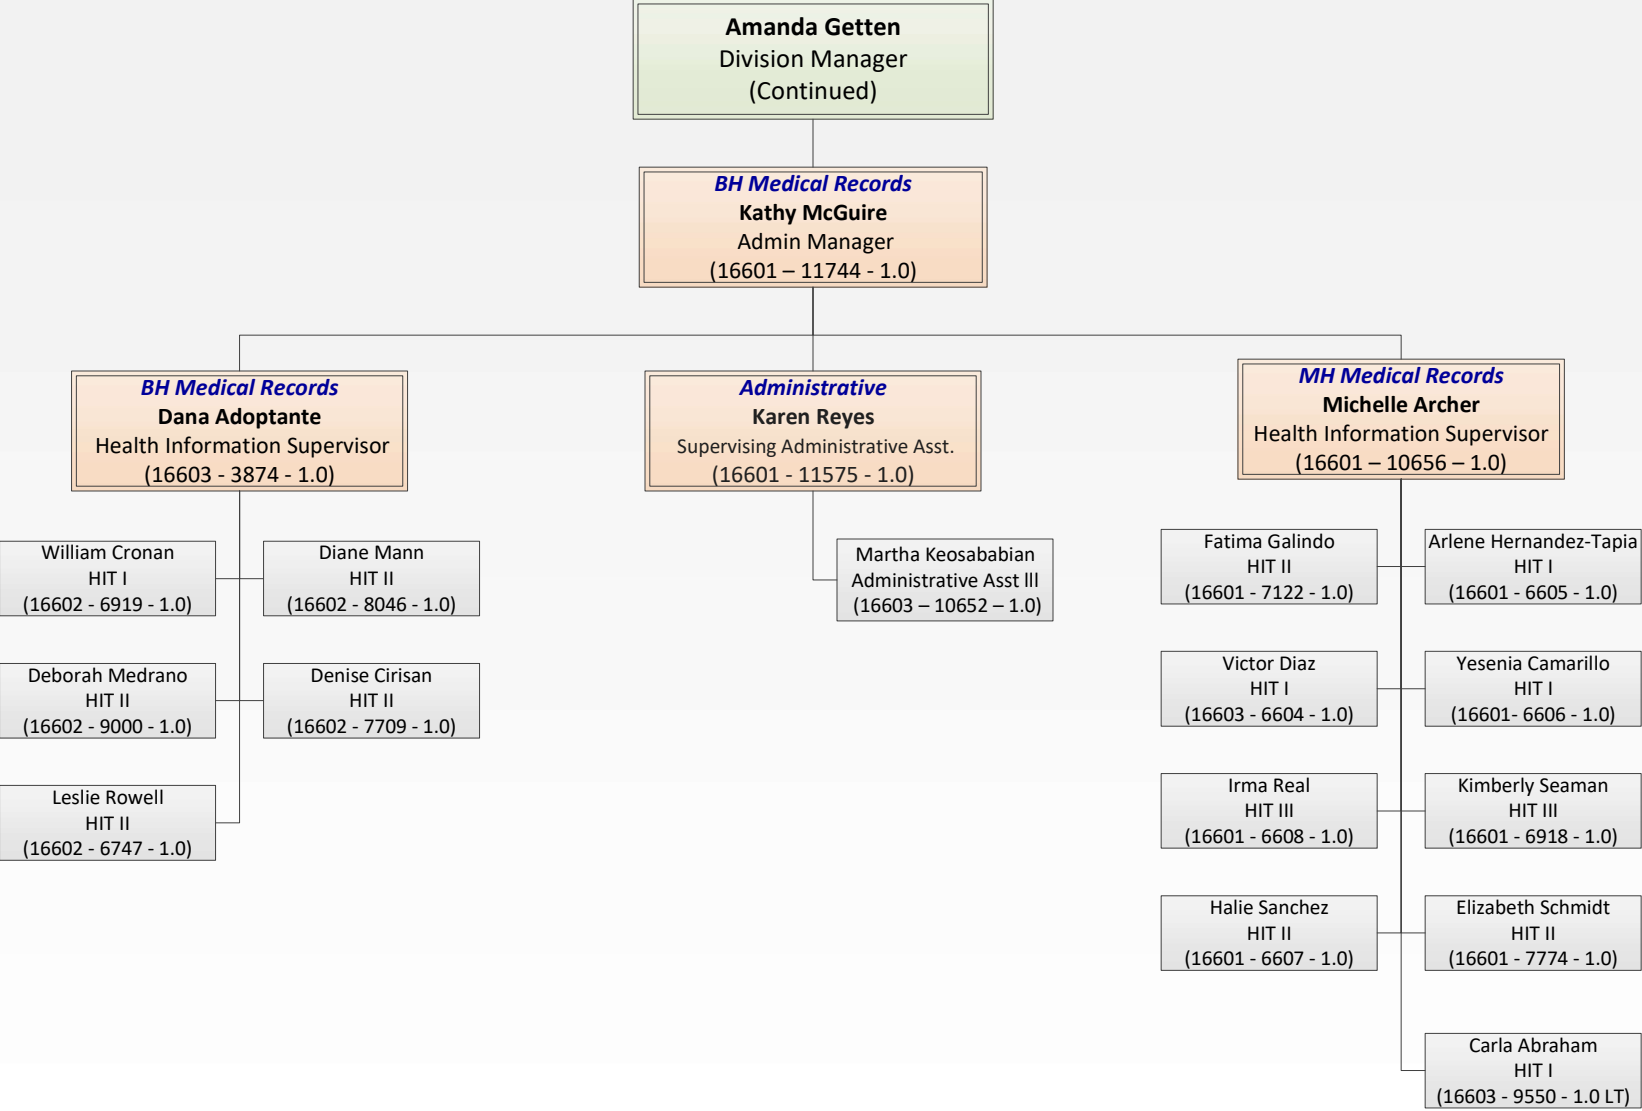 Amanda Getten
Division Manager
(Continued)
BH Medical Records
Kathy McGuire
Admin Manager
(16601 – 11744 - 1.0)
BH Medical Records
Dana Adoptante
Health Information Supervisor
(16603 - 3874 - 1.0)
Administrative
Karen Reyes
Supervising Administrative Asst.
(16601 - 11575 - 1.0)
MH Medical Records
Michelle Archer
Health Information Supervisor
(16601 – 10656 – 1.0)
William Cronan
HIT I
(16602 - 6919 - 1.0)
Diane Mann
HIT II
(16602 - 8046 - 1.0)
Deborah Medrano
HIT II
(16602 - 9000 - 1.0)
Denise Cirisan
HIT II
(16602 - 7709 - 1.0)
Leslie Rowell
HIT II
(16602 - 6747 - 1.0)
Martha Keosababian
Administrative Asst lll
(16603 – 10652 – 1.0)
Fatima Galindo
HIT II
(16601 - 7122 - 1.0)
Arlene Hernandez-Tapia
HIT I
(16601 - 6605 - 1.0)
Victor Diaz
HIT I
(16603 - 6604 - 1.0)
Yesenia Camarillo
HIT I
(16601- 6606 - 1.0)
Irma Real
HIT III
(16601 - 6608 - 1.0)
Kimberly Seaman
HIT III
(16601 - 6918 - 1.0)
Halie Sanchez
HIT II
(16601 - 6607 - 1.0)
Elizabeth Schmidt
HIT II
(16601 - 7774 - 1.0)
Carla Abraham
HIT I
(16603 - 9550 - 1.0 LT)